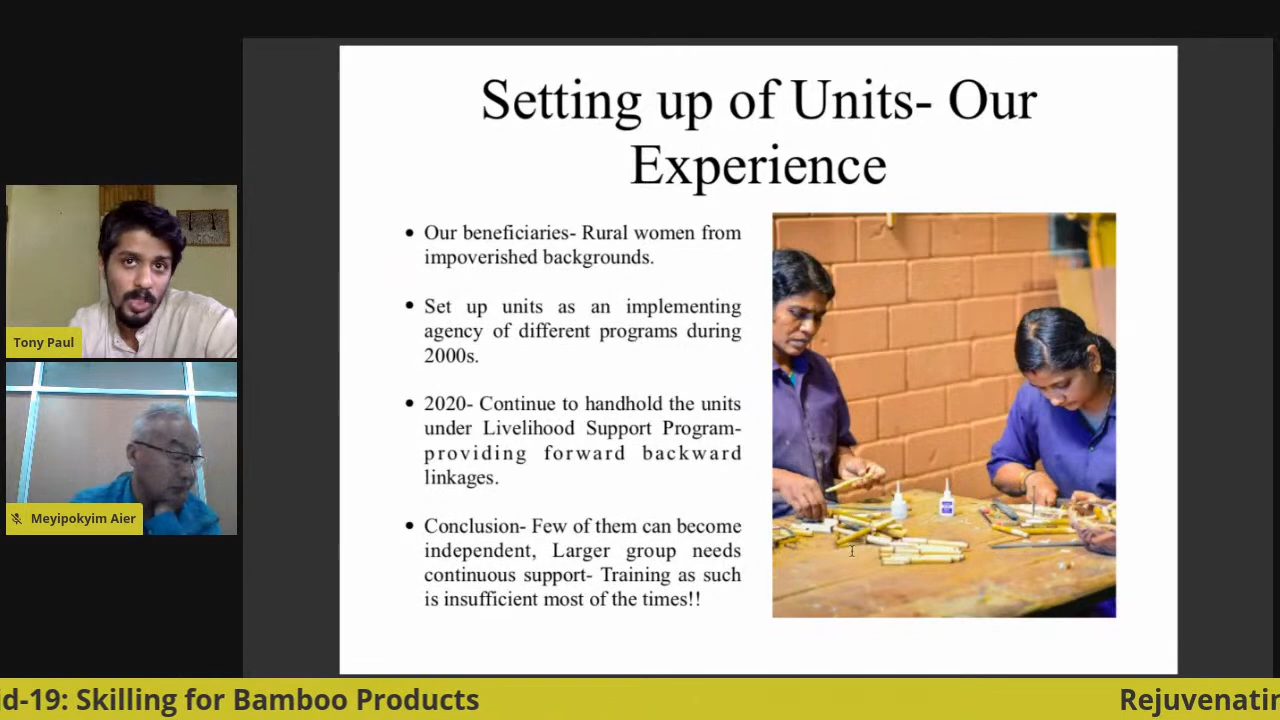 Setting up of Units- Our
Experience
• Our beneficiaries- Rural women from
impoverished backgrounds.
• Set up units as an implementing
agency of different programs during
2000s.
• 2020- Continue to handhold the units
under Livelihood Support Program-
providing forward backward
linkages.
• Conclusion- Few of them can become
independent, Larger group needs
continuous support- Training as such
is insufficient most of the times!!
Tony Paul
Meyipokyim Aier
id-19: Skilling for Bamboo Products
Rejuvenatin